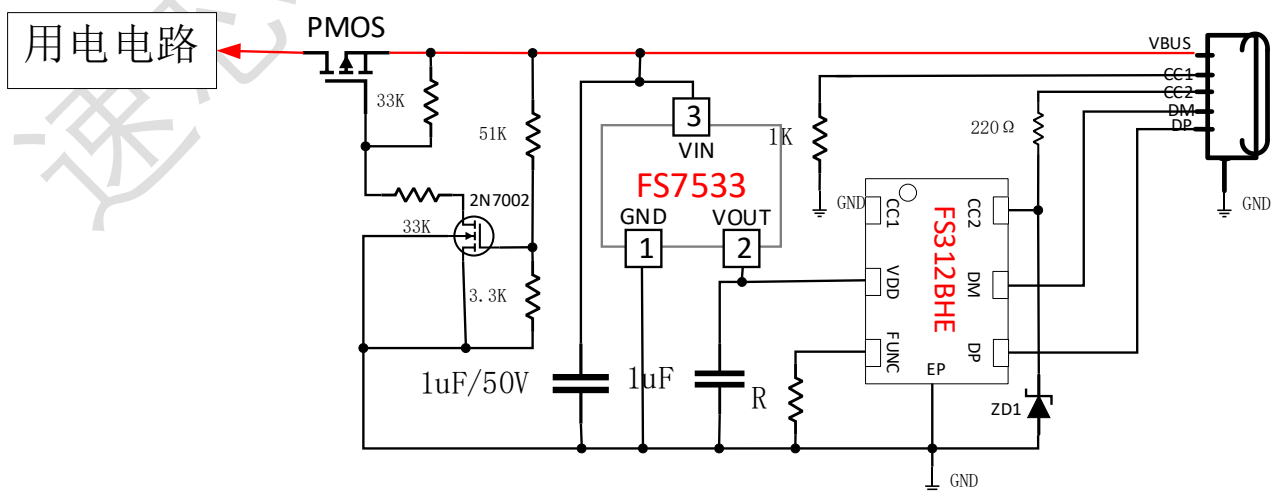 用电电路
PMOS
VBUS
CC1
CC2
DM
DP
33K
51K
3
VIN
1K
220Ω
FS7533
2N7002
GND
VOUT
1
2
33K
3.3K
GND
CC1
CC2
VDD
DM
FUNC
DP
FS312BHE
EP
GND
1uF/50V
1uF
R
ZD1
GND
速